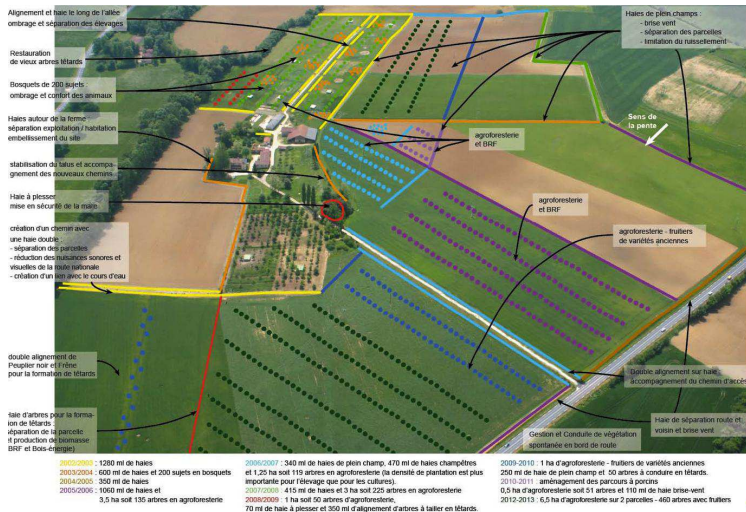 Alignement et haie le long de l'allée
ombrage et séparation des élevages
Restauration
de vieux arbres têtards
Bosquets de 200 sujets :
ombrage et confort des animaux
Haies autour de la ferme
séparation exploitation / habitation
embellissement du site
stabilisation du talus et accompa-
gnement des nouveaux chemins
Haie à plesser
mise en sécurité de la mare
création d'un chemin avec
une haie double :
- séparation des parcelles
- réduction des nuisances sonores et
visuelles de la route nationale
- création d'un lien avec le cours d'eau
double alignement de
Peuplier noir et Frêne
pour la formation de têtards
Haie d'arbres pour la forma-
ion de têtards :
séparation de la parcelle
et production de biomasse
(BRF et Bois-énergie)
Haies de plein champs :
- brise vent
- séparation des parcelles
- limitation du ruissellement
Sens de
la pente
agroforesterie
et BRF
agroforesterie
et BRF
agroforesterie - fruitiers
de variétés anciennes
Double alignement sur haie :
accompagnement du chemin d'accès
Haie de séparation route et
voisin et brise vent
Gestion et Conduite de végétation
spontanée en bord de route
2002/2003 : 1280 ml de haies
2003/2004 : 600 ml de haies et 200 sujets en bosquets
2004/2005 : 350 ml de haies
2005/2006 : 1060 ml de haies et
3,5 ha soit 135 arbres en agroforesterie
2006/2007 : 340 ml de haies de plein champ, 470 ml de haies champêtres
et 1,25 ha soit 119 arbres en agroforesterie (la densité de plantation est plus
importante pour l'élevage que pour les cultures).
2007/2008 : 415 ml de haies et 3 ha soit 225 arbres en agroforesterie
2008/2009 : 1 ha soit 50 arbres d'agroforesterie,
70 ml de haie à plesser et 350 ml d'alignement d'arbres à tailler en têtards.
2009-2010 : 1 ha d'agroforesterie - fruitiers de variétés anciennes
250 ml de haie de plein champ et 50 arbres à conduire en têtards.
2010-2011 : aménagement des parcours à porcins
0,5 ha d'agroforesterie soit 51 arbres et 110 ml de haie brise-vent
2012-2013 : 6,5 ha d'agroforesterie sur 2 parcelles - 460 arbres avec fruitiers